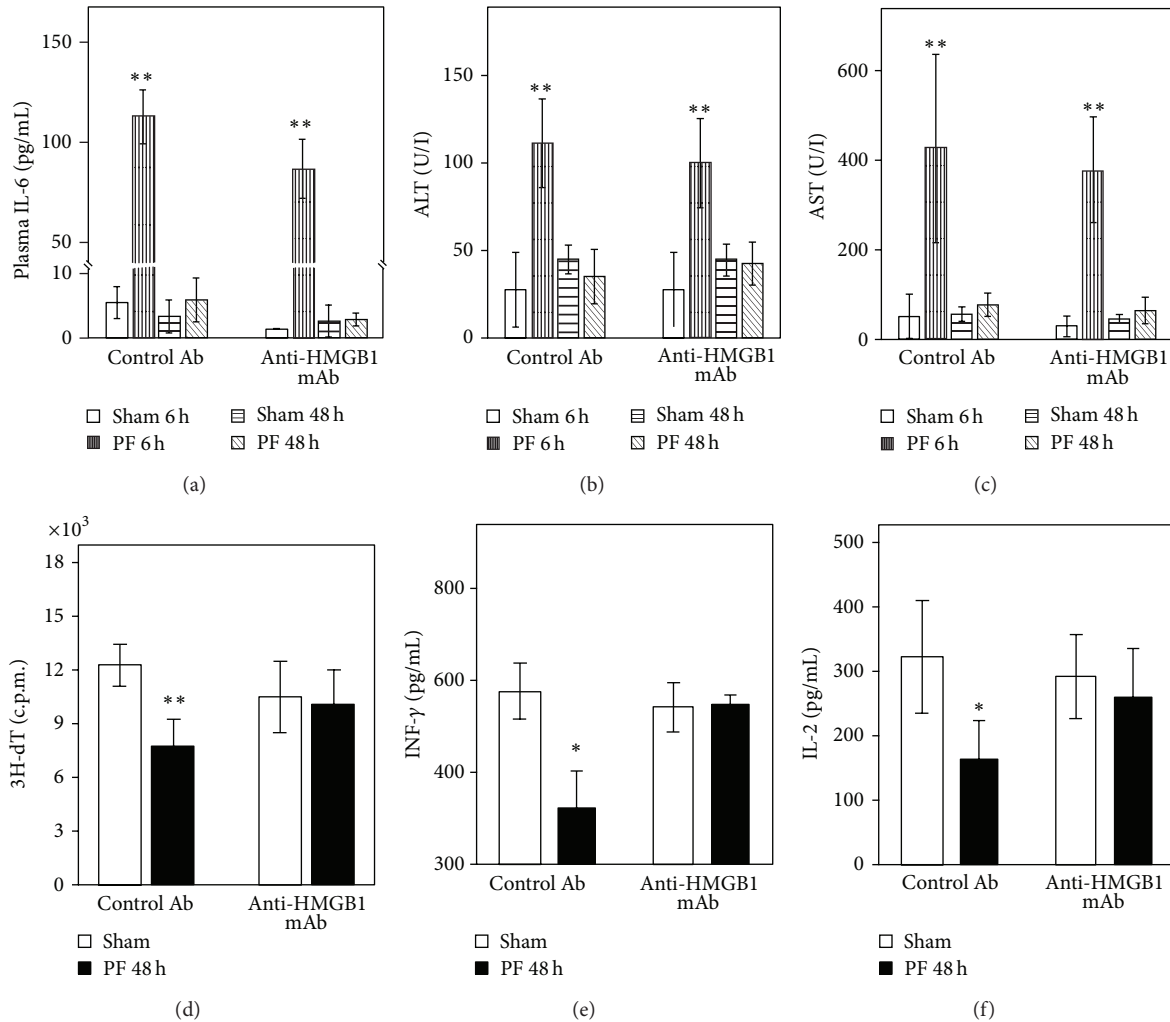 Plasma IL-6 (pg/mL)
150
100
50
10
0
**
**
Control Ab
Anti-HMGB1
mAb
Sham 6 h
Sham 48 h
PF 6 h
PF 48 h
(a)
ALT (U/I)
150
100
50
0
**
**
Control Ab
Anti-HMGB1
mAb
Sham 6 h
Sham 48 h
PF 6 h
PF 48 h
(b)
AST (U/I)
600
400
200
0
**
**
Control Ab
Anti-HMGB1
mAb
Sham 6 h
Sham 48 h
PF 6 h
PF 48 h
(c)
×10³
3H-dT (c.p.m.)
18
15
12
9
6
3
0
**
Control Ab
Anti-HMGB1
mAb
Sham
PF 48 h
(d)
INF-γ (pg/mL)
800
600
400
300
*
Control Ab
Anti-HMGB1
mAb
Sham
PF 48 h
(e)
IL-2 (pg/mL)
500
400
300
200
100
0
*
Control Ab
Anti-HMGB1
mAb
Sham
PF 48 h
(f)